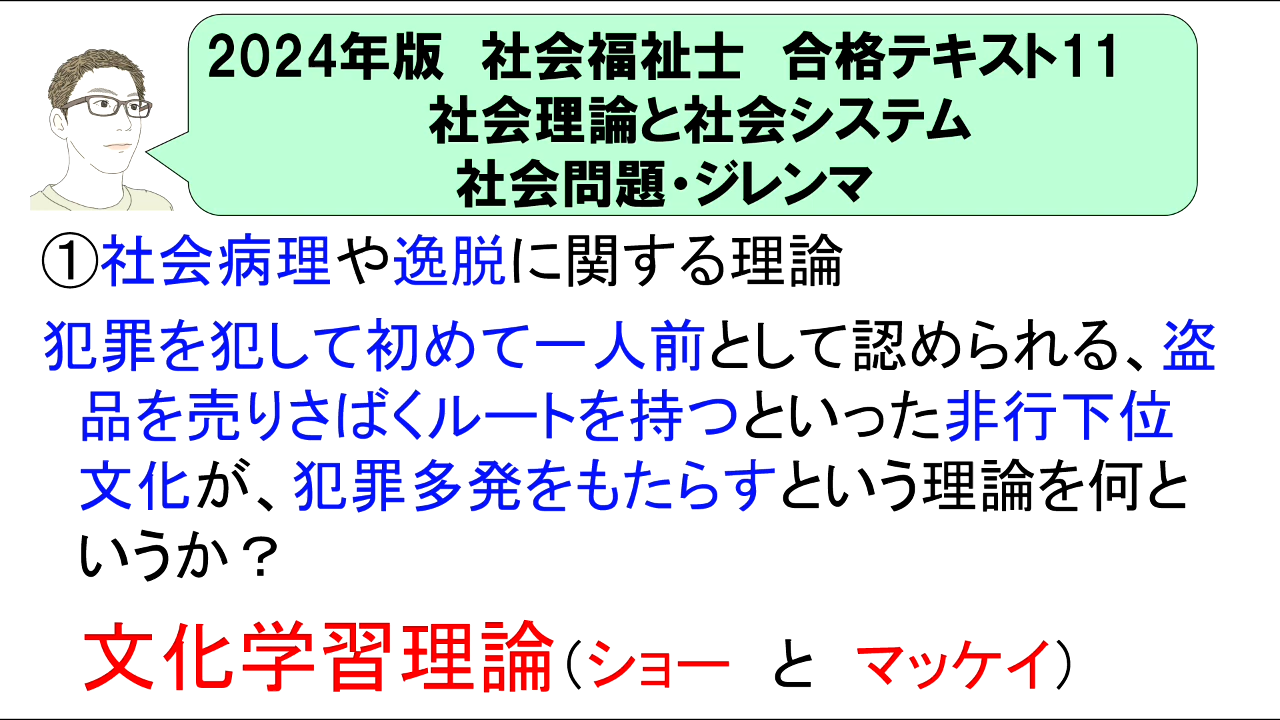 2024年版　社会福祉士　合格テキスト11
社会理論と社会システム
社会問題・ジレンマ
①社会病理や逸脱に関する理論
犯罪を犯して初めて一人前として認められる、盗
品を売りさばくルートを持つといった非行下位
文化が、犯罪多発をもたらすという理論を何と
いうか？
文化学習理論（ショー　と　マッケイ）